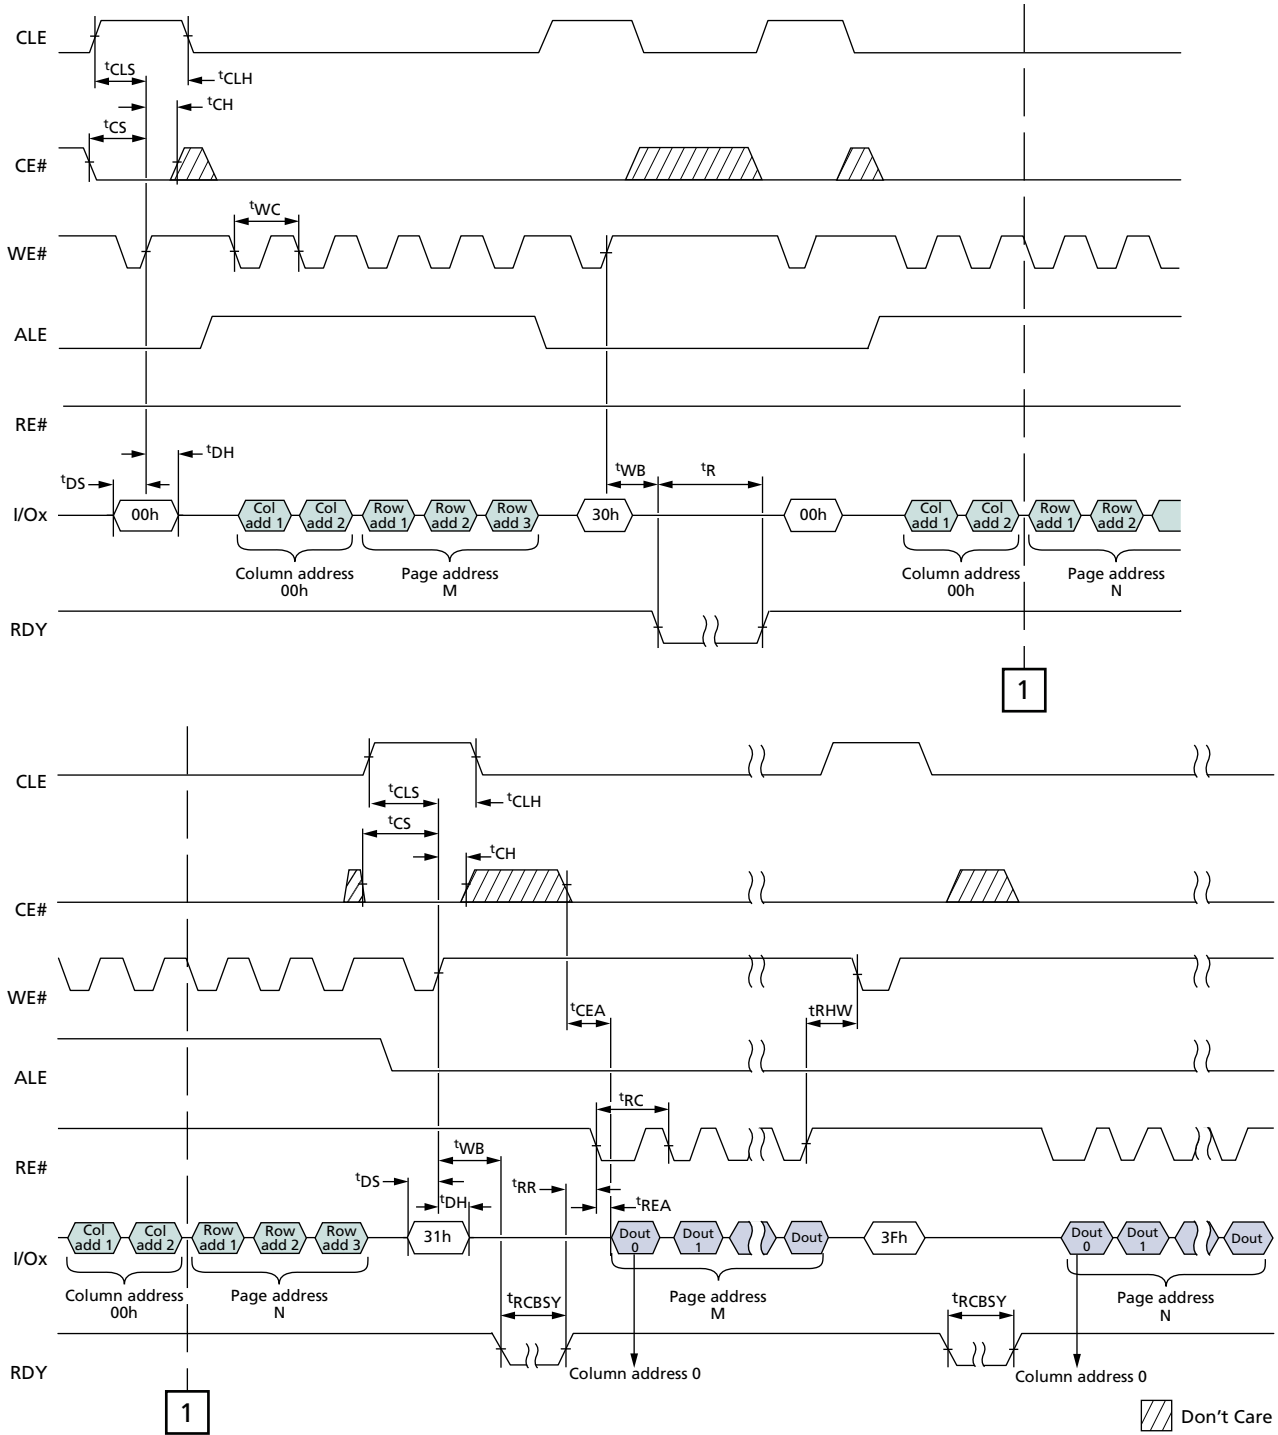 CLE
tCLS
tCLH
tCH
tCS
CE#
tWC
WE#
ALE
RE#
tDH
tDS
tWB
tR
I/Ox
00h
Col add 1
Col add 2
Row add 1
Row add 2
Row add 3
30h
00h
Col add 1
Col add 2
Row add 1
Row add 2
Column address 00h
Page address M
Column address 00h
Page address N
RDY
1
CLE
tCLS
tCLH
tCS
tCH
CE#
WE#
tCEA
tRHW
ALE
tRC
RE#
tWB
tDS
tDH
tRR
tREA
I/Ox
Col add 1
Col add 2
Row add 1
Row add 2
Row add 3
31h
Dout 0
Dout 1
Dout
3Fh
Dout 0
Dout 1
Dout
Column address 00h
Page address N
tRCBSY
Page address M
tRCBSY
Page address N
RDY
Column address 0
Column address 0
1
Don't Care